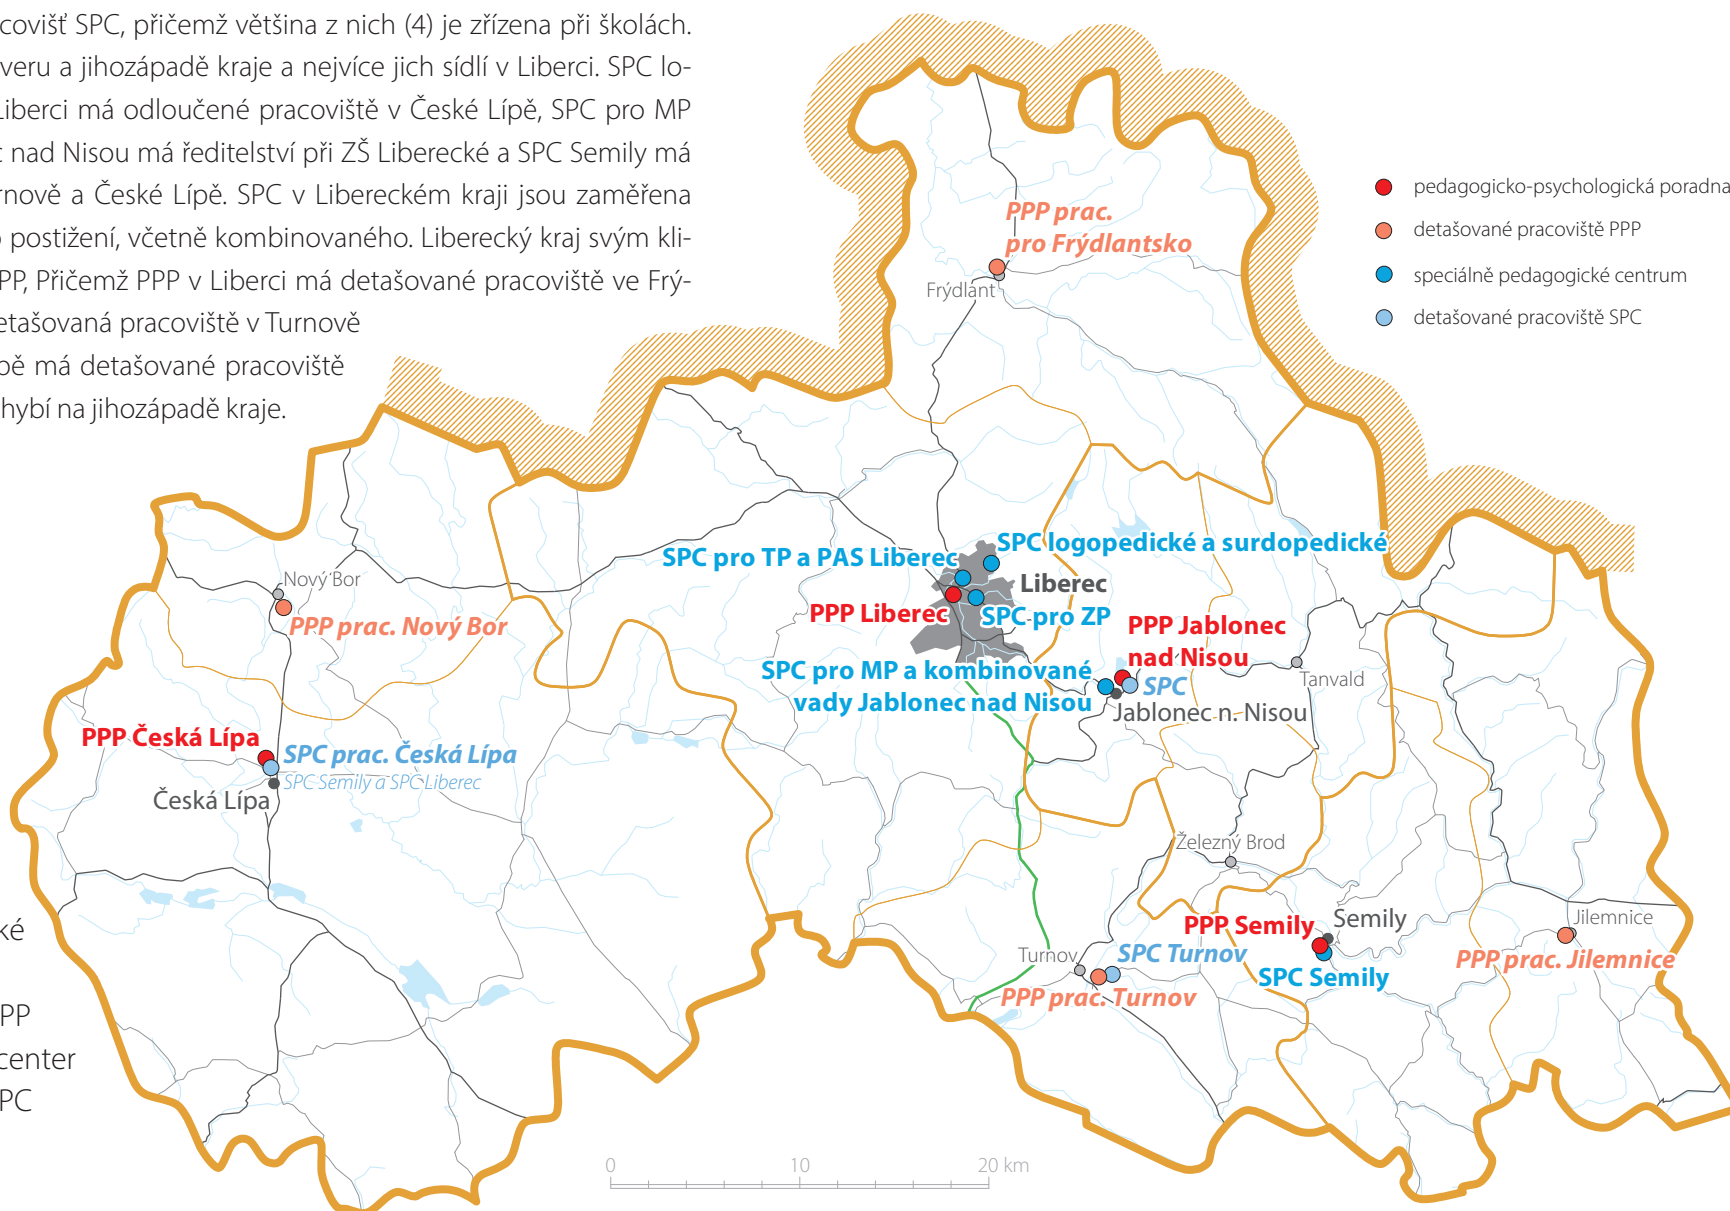 covišť SPC, přičemž většina z nich (4) je zřízena při školách.
veru a jihozápadě kraje a nejvíce jich sídlí v Liberci. SPC lo-
Liberci má odloučené pracoviště v České Lípě, SPC pro MP
c nad Nisou má ředitelství při ZŠ Liberecké a SPC Semily má
rnově a České Lípě. SPC v Libereckém kraji jsou zaměřena
o postižení, včetně kombinovaného. Liberecký kraj svým kli-
PP, Přičemž PPP v Liberci má detašované pracoviště ve Frý-
etašovaná pracoviště v Turnově
pě má detašované pracoviště
hybí na jihozápadě kraje.
pedagogicko-psychologická poradna
detašované pracoviště PPP
speciálně pedagogické centrum
detašované pracoviště SPC
PPP prac.
pro Frýdlantsko
Frýdlant
SPC logopedické a surdopedické
SPC pro TP a PAS Liberec
Liberec
PPP Liberec
SPC pro ZP
Nový Bor
PPP prac. Nový Bor
PPP Jablonec
nad Nisou
SPC pro MP a kombinované
vady Jablonec nad Nisou
SPC
Jablonec n. Nisou
Tanvald
PPP Česká Lípa
SPC prac. Česká Lípa
SPC Semily a SPC Liberec
Česká Lípa
Železný Brod
PPP Semily
Semily
SPC Semily
Jilemnice
PPP prac. Jilemnice
Turnov
SPC Turnov
PPP prac. Turnov
ké
PP
center
PC
0 10 20 km